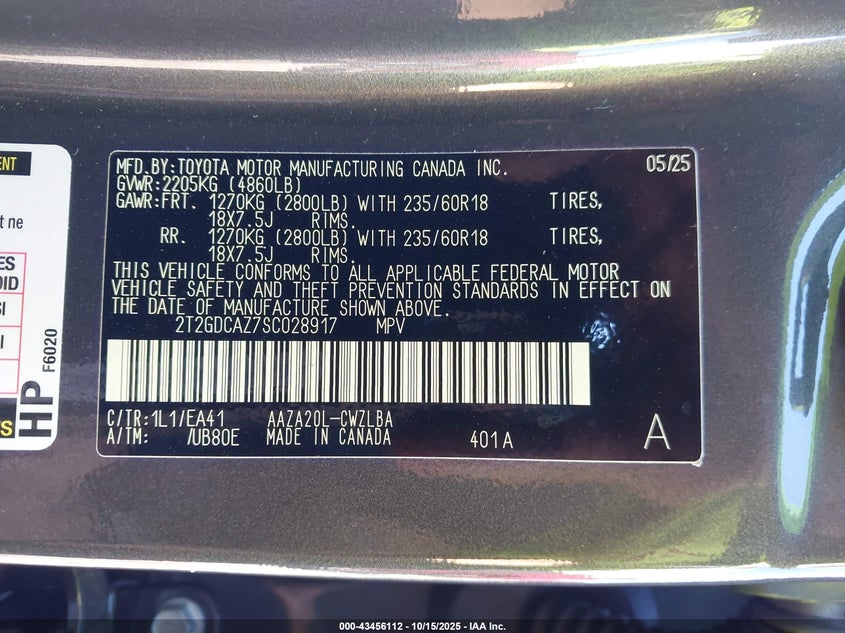 MFD.BY:TOYOTA MOTOR MANUFACTURING CANADA INC. 05/25
GVWR:2205KG (4860LB)
GAWR:FRT. 1270KG (2800LB) WITH 235/60R18 TIRES,
18X7.5J RIMS.
RR. 1270KG (2800LB) WITH 235/60R18 TIRES,
18X7.5J RIMS.
THIS VEHICLE CONFORMS TO ALL APPLICABLE FEDERAL MOTOR
VEHICLE SAFETY AND THEFT PREVENTION STANDARDS IN EFFECT ON
THE DATE OF MANUFACTURE SHOWN ABOVE.
2T2GDCAZ7SC028917 MPV
C/TR:1L1/EA41 AAZA20L-CWZLBA
A/TM: /UB80E MADE IN CANADA 401A A
HP
F6020
000-43456112 - 10/15/2025 - IAA Inc.